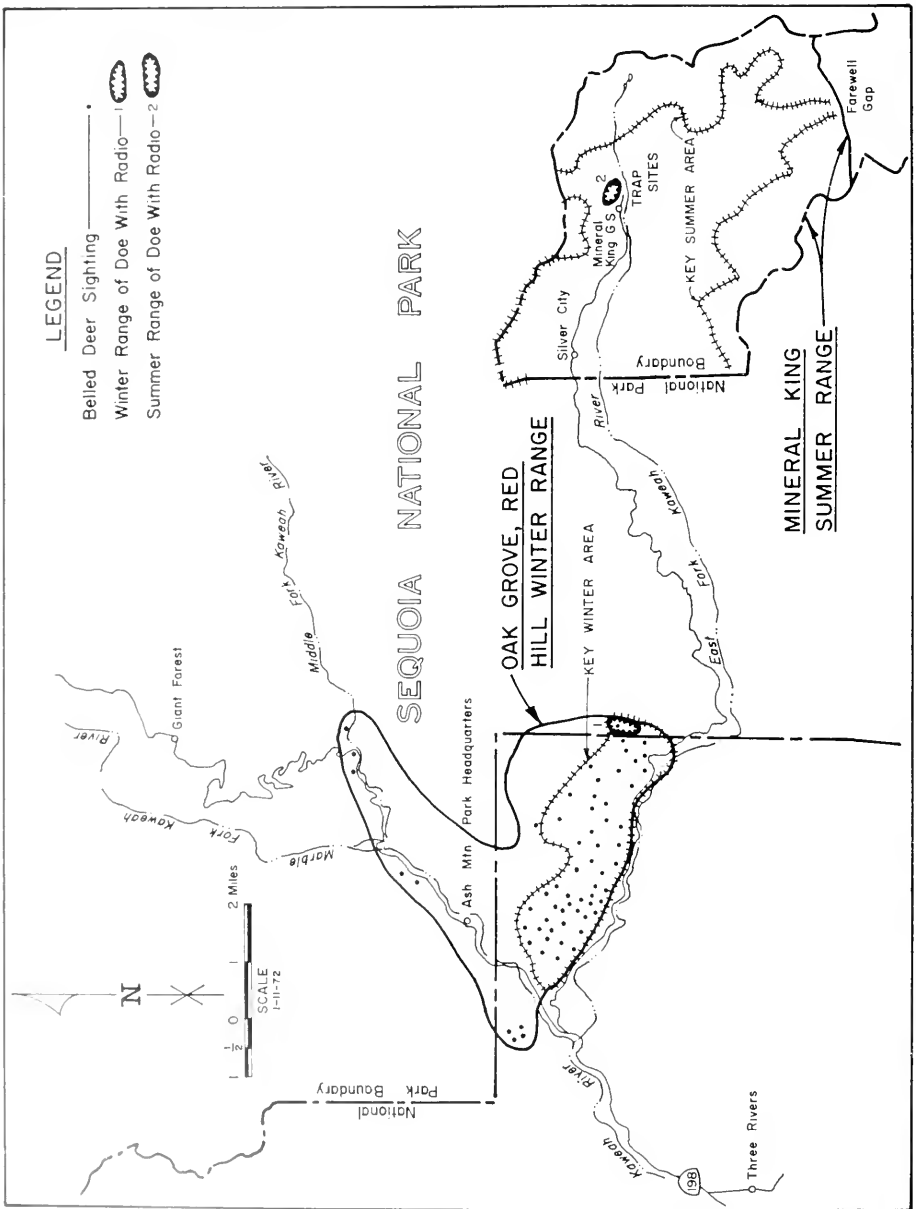 LEGEND
Belled Deer Sighting
Winter Range of Doe With Radio—1
Summer Range of Doe With Radio—2
N
1 1/2 0 1 2 Miles
SCALE
1-11-72
Giant Forest
Marble Fork Kaweah River
Middle Fork Kaweah River
SEQUOIA NATIONAL PARK
National
Park Boundary
Ash Mtn Park Headquarters
OAK GROVE, RED
HILL WINTER RANGE
KEY WINTER AREA
1
Kaweah River
198
Three Rivers
East Fork Kaweah River
Silver City
National Park
Boundary
Mineral
King G S
2
TRAP
SITES
KEY SUMMER AREA
Farewell
Gap
MINERAL KING
SUMMER RANGE